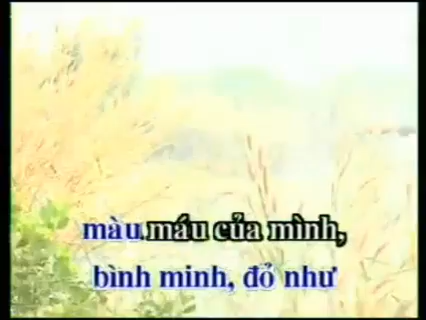 màu máu của mình,
bình minh, đỏ như